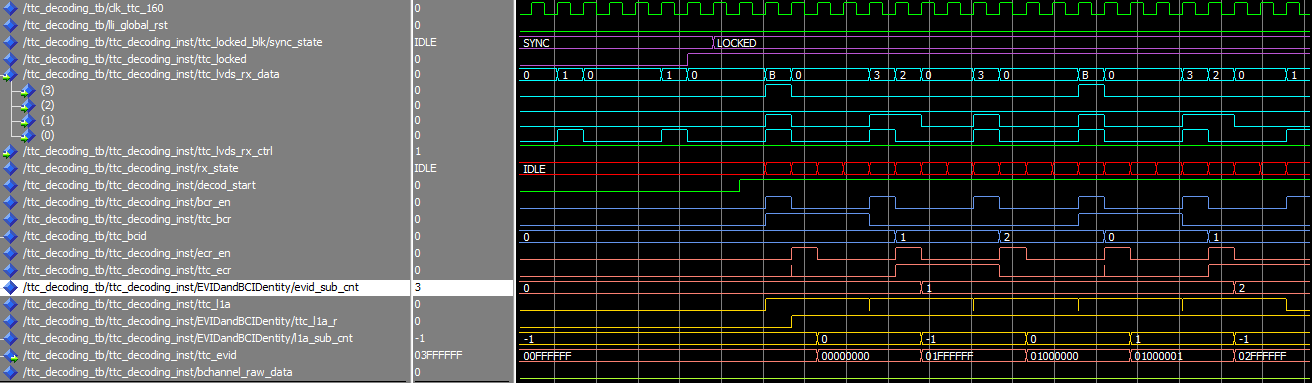 /ttc_decoding_tb/clk_ttc_160 0
/ttc_decoding_tb/lli_global_rst 0
/ttc_decoding_tb/ttc_decoding_inst/ttc_locked_blk/sync_state IDLE SYNC LOCKED
/ttc_decoding_tb/ttc_decoding_inst/ttc_locked 0
/ttc_decoding_tb/ttc_decoding_inst/ttc_lvds_rx_data 0 0 1 0 1 0 B 0 3 2 0 3 0 B 0 3 2 0 1
(3) 0
(2) 0
(1) 0
(0) 0
/ttc_decoding_tb/ttc_decoding_inst/ttc_lvds_rx_ctrl 1
/ttc_decoding_tb/ttc_decoding_inst/rx_state IDLE IDLE
/ttc_decoding_tb/ttc_decoding_inst/decod_start 0
/ttc_decoding_tb/ttc_decoding_inst/bcr_en 0
/ttc_decoding_tb/ttc_decoding_inst/ttc_bcr 0
/ttc_decoding_tb/ttc_decoding_inst/ttc_bcid 0 0 1 2 0 1
/ttc_decoding_tb/ttc_decoding_inst/ecr_en 0
/ttc_decoding_tb/ttc_decoding_inst/ttc_ecr 0
/ttc_decoding_tb/ttc_decoding_inst/EVIDandBCIDentity/evid_sub_cnt 3 0 1 2
/ttc_decoding_tb/ttc_decoding_inst/ttc_l1a 0
/ttc_decoding_tb/ttc_decoding_inst/EVIDandBCIDentity/ttc_l1a_r 0
/ttc_decoding_tb/ttc_decoding_inst/EVIDandBCIDentity/l1a_sub_cnt -1 -1 0 -1 0 1 -1
/ttc_decoding_tb/ttc_decoding_inst/ttc_evid 03FFFFFF 00FFFFFF 00000000 01FFFFFF 01000000 01000001 02FFFFFF
/ttc_decoding_tb/ttc_decoding_inst/bchannel_raw_data 0